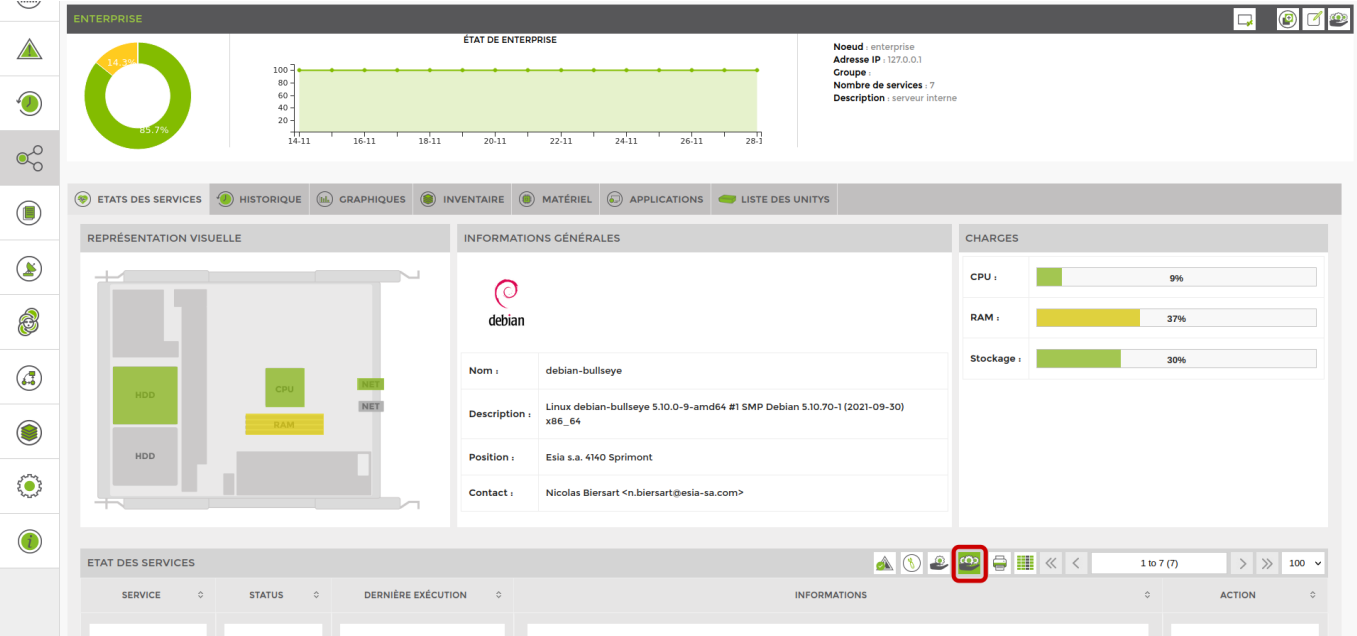 ENTERPRISE
14.3%
85.7%
ÉTAT DE ENTERPRISE
100
80
60
40
20
14-11 16-11 18-11 20-11 22-11 24-11 26-11 28-1
Noeud : enterprise
Adresse IP : 127.0.0.1
Groupe :
Nombre de services : 7
Description : serveur interne
ETATS DES SERVICES HISTORIQUE GRAPHIQUES INVENTAIRE MATÉRIEL APPLICATIONS LISTE DES UNITYS
REPRÉSENTATION VISUELLE
HDD
HDD
CPU
RAM
NET
NET
INFORMATIONS GÉNÉRALES
debian
Nom : debian-bullseye
Description : Linux debian-bullseye 5.10.0-9-amd64 #1 SMP Debian 5.10.70-1 (2021-09-30)
x86_64
Position : Esia s.a. 4140 Sprimont
Contact : Nicolas Biersart <n.biersart@esia-sa.com>
CHARGES
CPU : 9%
RAM : 37%
Stockage : 30%
ETAT DES SERVICES
1 to 7 (7)
100
SERVICE STATUS DERNIÈRE EXÉCUTION INFORMATIONS ACTION